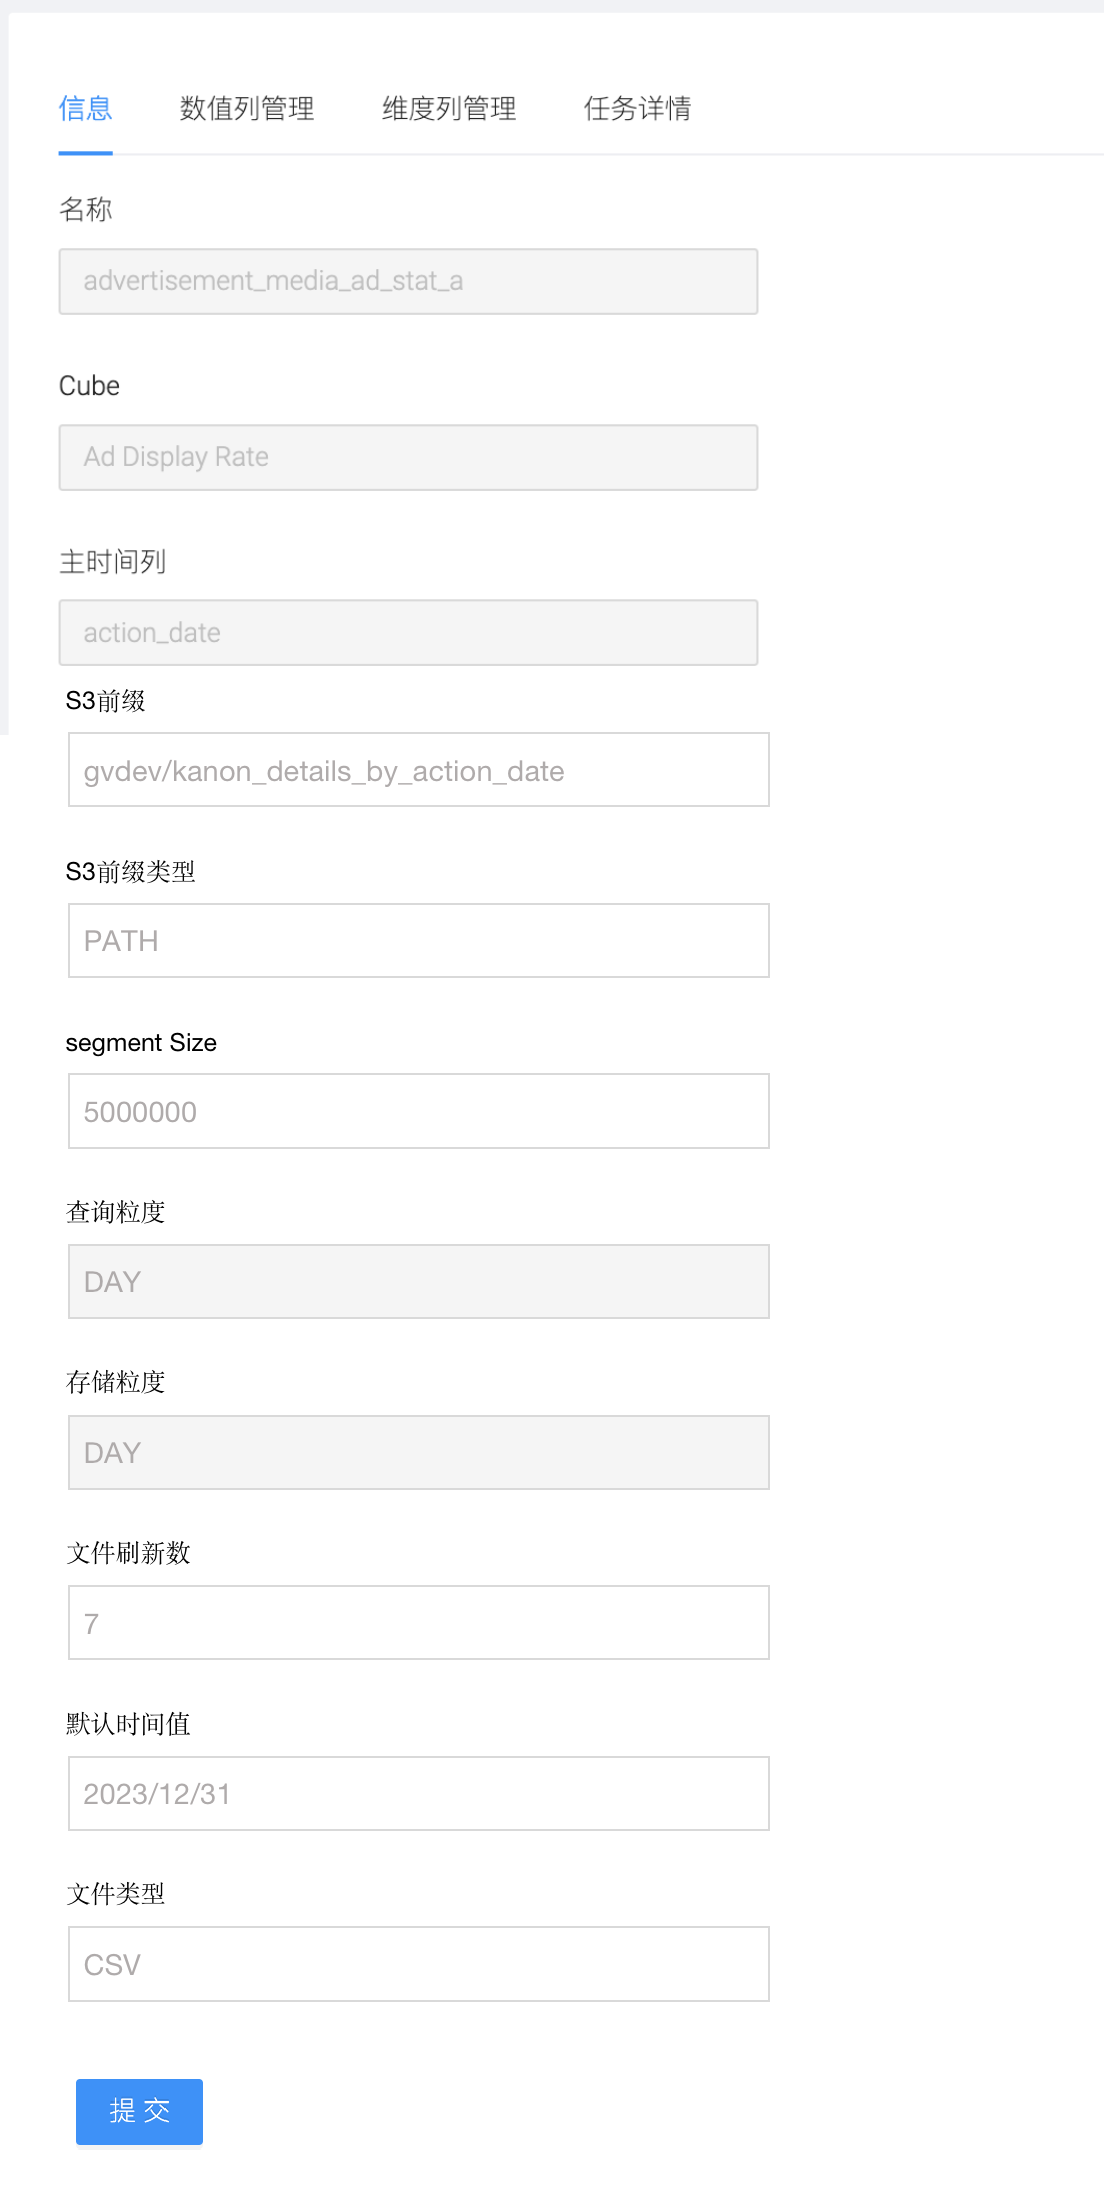 信息 数值列管理 维度列管理 任务详情
名称
advertisement_media_ad_stat_a
Cube
Ad Display Rate
主时间列
action_date
S3前缀
gvdev/kanon_details_by_action_date
S3前缀类型
PATH
segment Size
5000000
查询粒度
DAY
存储粒度
DAY
文件刷新数
7
默认时间值
2023/12/31
文件类型
CSV
提 交